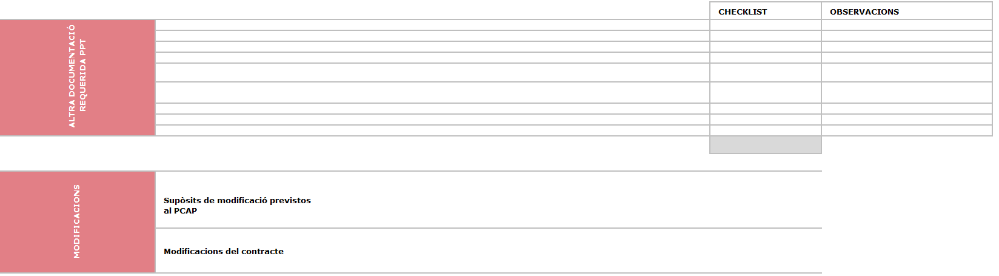 CHECKLIST
OBSERVACIONS
ALTRA DOCUMENTACIÓ
REQUERIDA PPT
MODIFICACIONS
Supòsits de modificació previstos
al PCAP
Modificacions del contracte